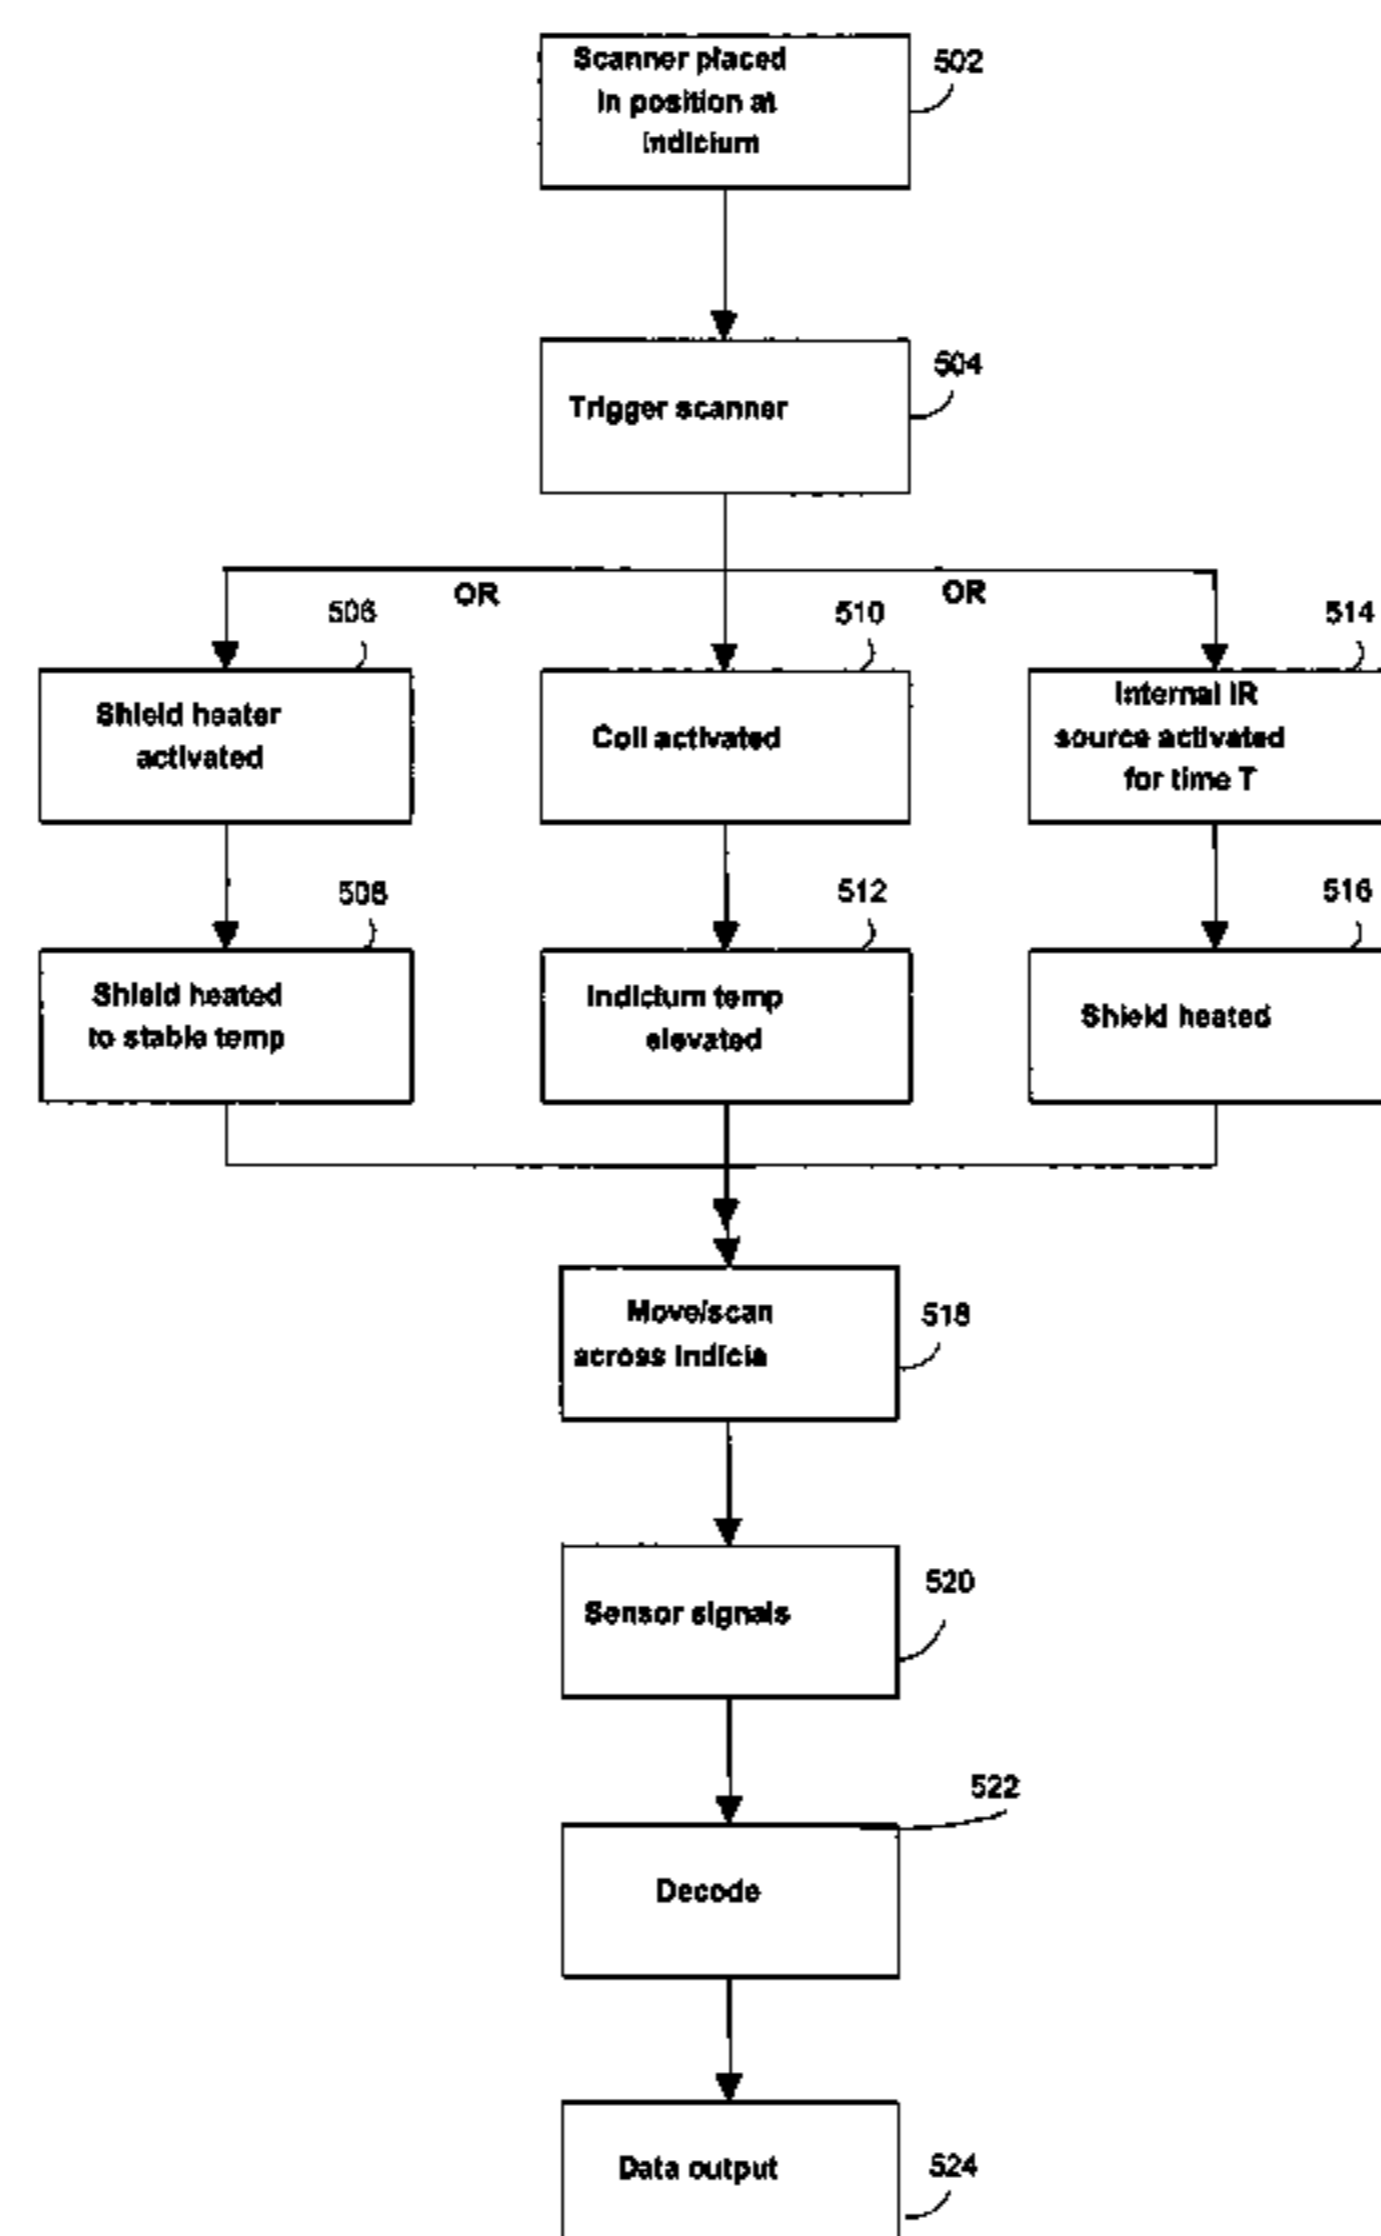 Scanner placed
in position at
indicium
502
Trigger scanner
504
OR
OR
506
510
514
Shield heater
activated
Coil activated
Internal IR
source activated
for time T
508
512
516
Shield heated
to stable temp
Indicium temp
elevated
Shield heated
Move/scan
across indicia
518
Sensor signals
520
522
Decode
Data output
524